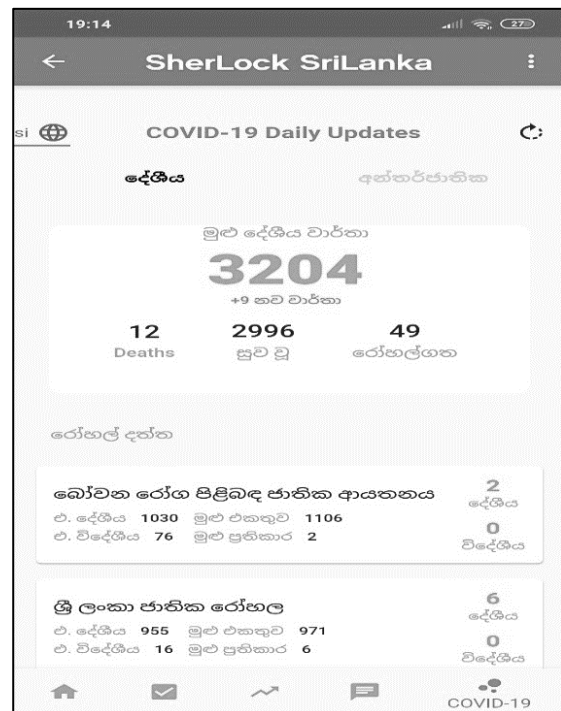 19:14
27
SherLock SriLanka
si
COVID-19 Daily Updates
දේශීය අන්තර්ජාතික
මුළු දේශීය වාර්තා
3204
+9 නව වාර්තා
12 2996 49
Deaths සුව වූ රෝහල්ගත
රෝහල් දත්ත
බෝවන රෝග පිළිබඳ ජාතික ආයතනය
එ. දේශීය 1030 මුළු එකතුව 1106
එ. විදේශීය 76 මුළු ප්‍රතිකාර 2
2
දේශීය
0
විදේශීය
ශ්‍රී ලංකා ජාතික රෝහල
එ. දේශීය 955 මුළු එකතුව 971
එ. විදේශීය 16 මුළු ප්‍රතිකාර 6
6
දේශීය
0
විදේශීය
COVID-19